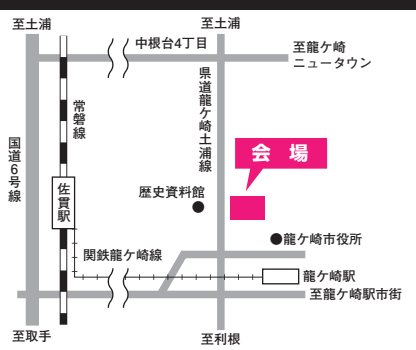 至土浦
至土浦
中根台4丁目
至龍ケ崎
ニュータウン
常磐線
県道龍ケ崎土浦線
国道6号線
会 場
佐貫駅
歴史資料館
龍ケ崎市役所
関鉄龍ケ崎線
龍ケ崎駅
至龍ケ崎駅市街
至取手
至利根